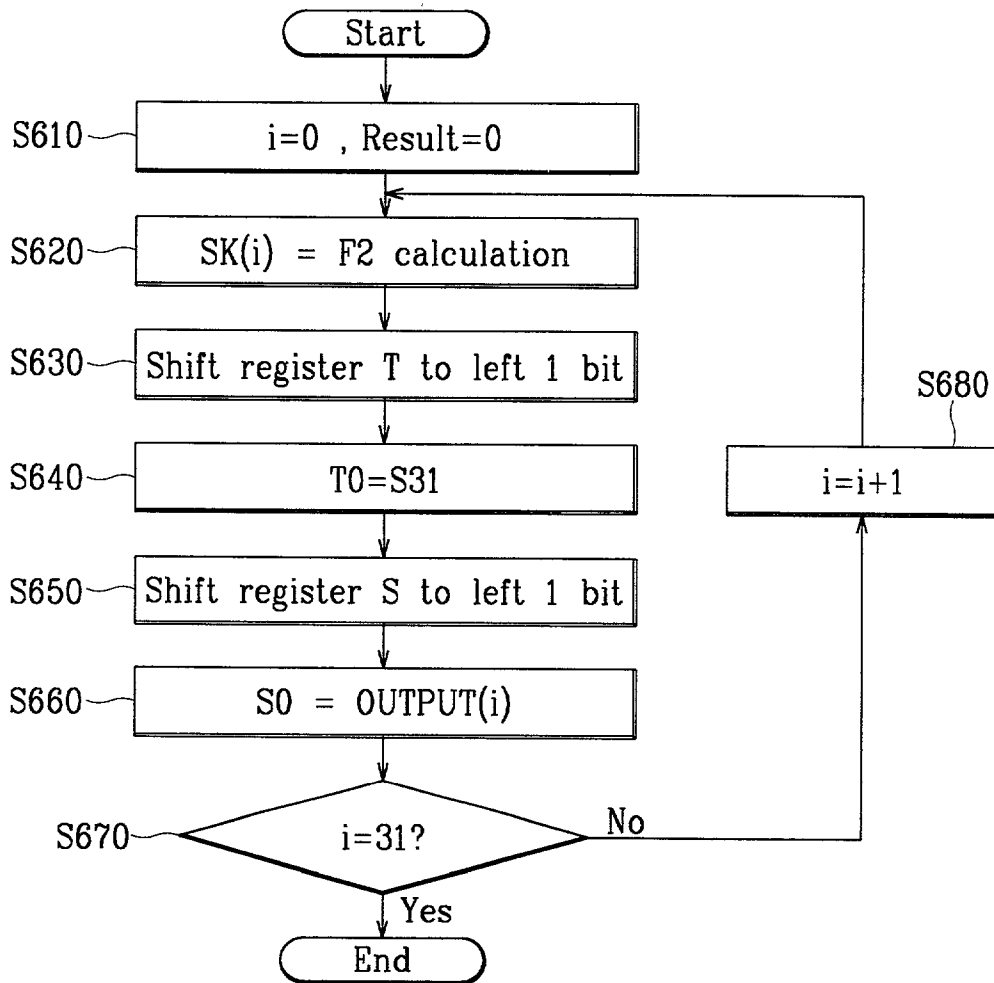 Start
S610
i=0 , Result=0
S620
SK(i) = F2 calculation
S630
Shift register T to left 1 bit
S680
S640
T0=S31
i=i+1
S650
Shift register S to left 1 bit
S660
S0 = OUTPUT(i)
S670
i=31?
No
Yes
End